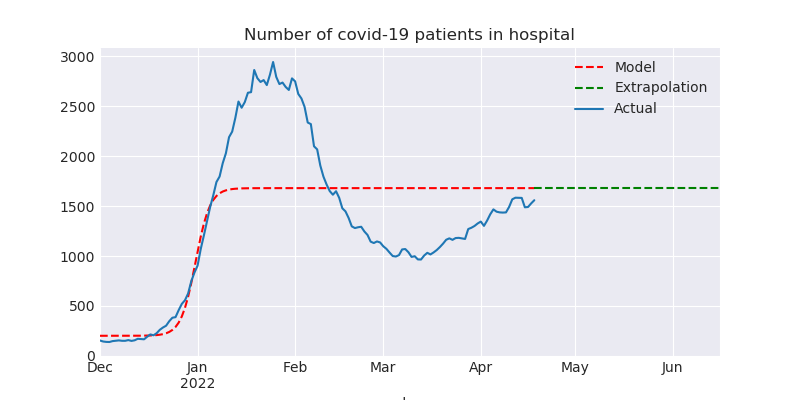 Number of covid-19 patients in hospital
3000
2500
2000
1500
1000
500
0
Model
Extrapolation
Actual
Dec Jan Feb Mar Apr May Jun
2022